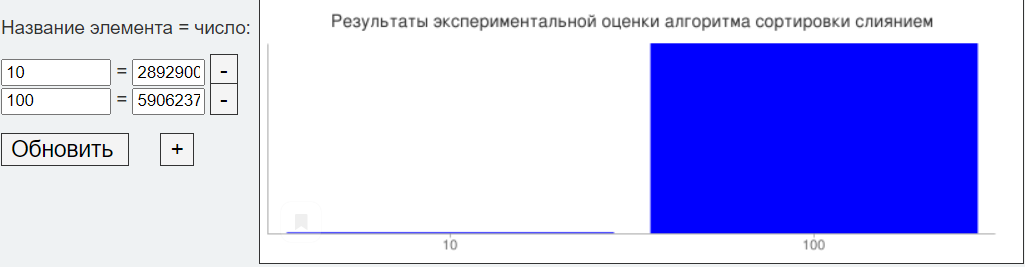 Название элемента = число:
10 = 2892900 -
100 = 5906237 -
Обновить +
Результаты экспериментальной оценки алгоритма сортировки слиянием
10 100